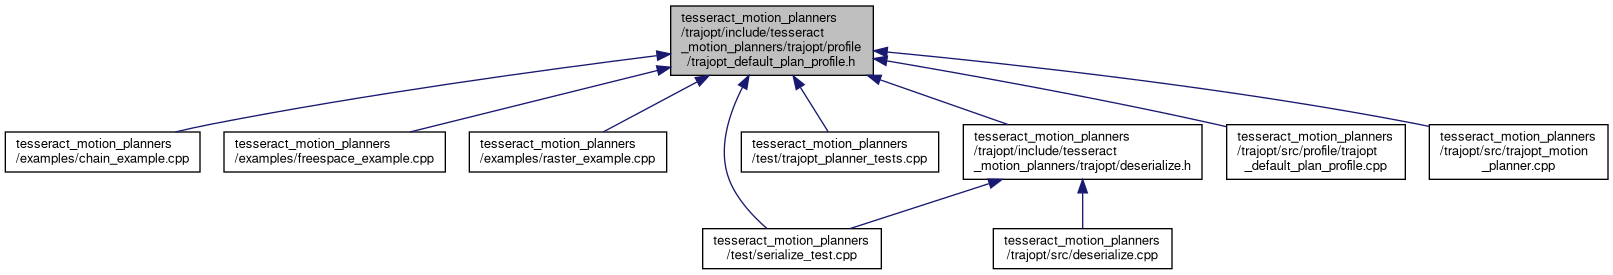 tesseract_motion_planners
/trajopt/include/tesseract
_motion_planners/trajopt/profile
/trajopt_default_plan_profile.h
tesseract_motion_planners
/examples/chain_example.cpp
tesseract_motion_planners
/examples/freespace_example.cpp
tesseract_motion_planners
/examples/raster_example.cpp
tesseract_motion_planners
/test/trajopt_planner_tests.cpp
tesseract_motion_planners
/trajopt/include/tesseract
_motion_planners/trajopt/deserialize.h
tesseract_motion_planners
/trajopt/src/profile/trajopt
_default_plan_profile.cpp
tesseract_motion_planners
/trajopt/src/trajopt_motion
_planner.cpp
tesseract_motion_planners
/test/serialize_test.cpp
tesseract_motion_planners
/trajopt/src/deserialize.cpp